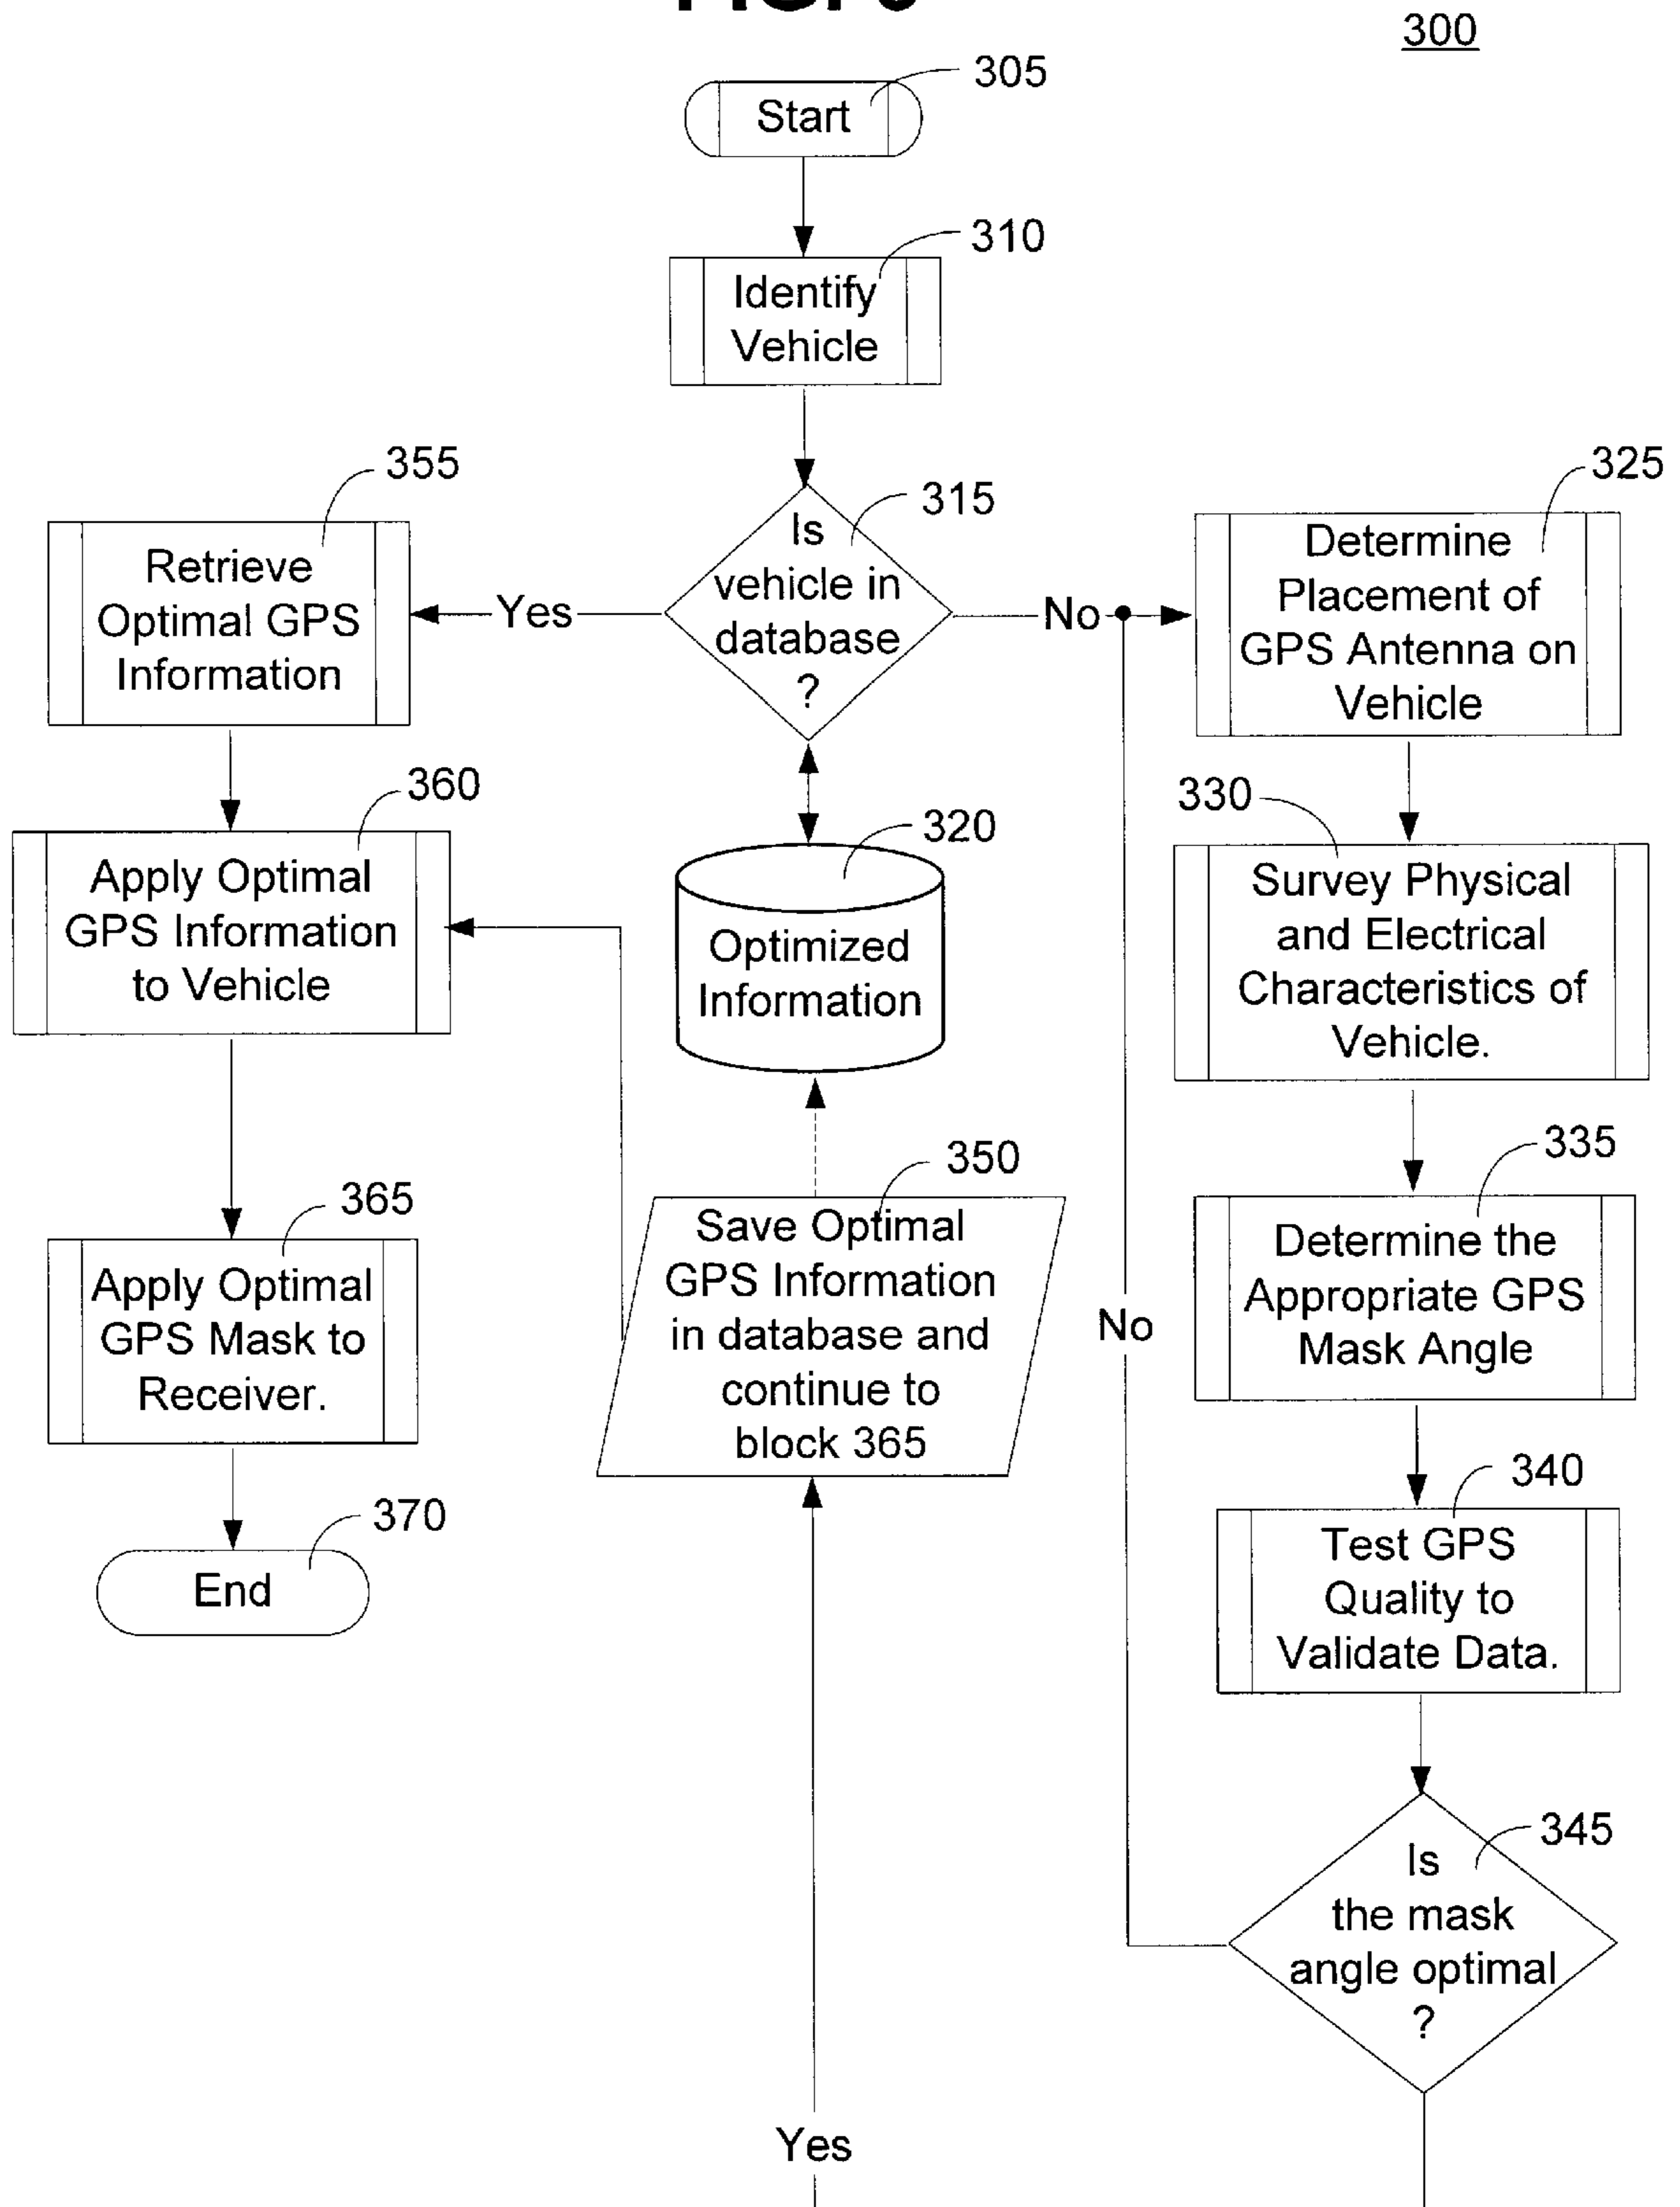 300
305
Start
310
Identify
Vehicle
355
315
325
Retrieve
Optimal GPS
Information
Yes
Is
vehicle in
database
?
No
Determine
Placement of
GPS Antenna on
Vehicle
360
320
330
Apply Optimal
GPS Information
to Vehicle
Optimized
Information
Survey Physical
and Electrical
Characteristics of
Vehicle.
365
350
335
Apply Optimal
GPS Mask to
Receiver.
Save Optimal
GPS Information
in database and
continue to
block 365
No
Determine the
Appropriate GPS
Mask Angle
370
End
340
Test GPS
Quality to
Validate Data.
345
Is
the mask
angle optimal
?
Yes